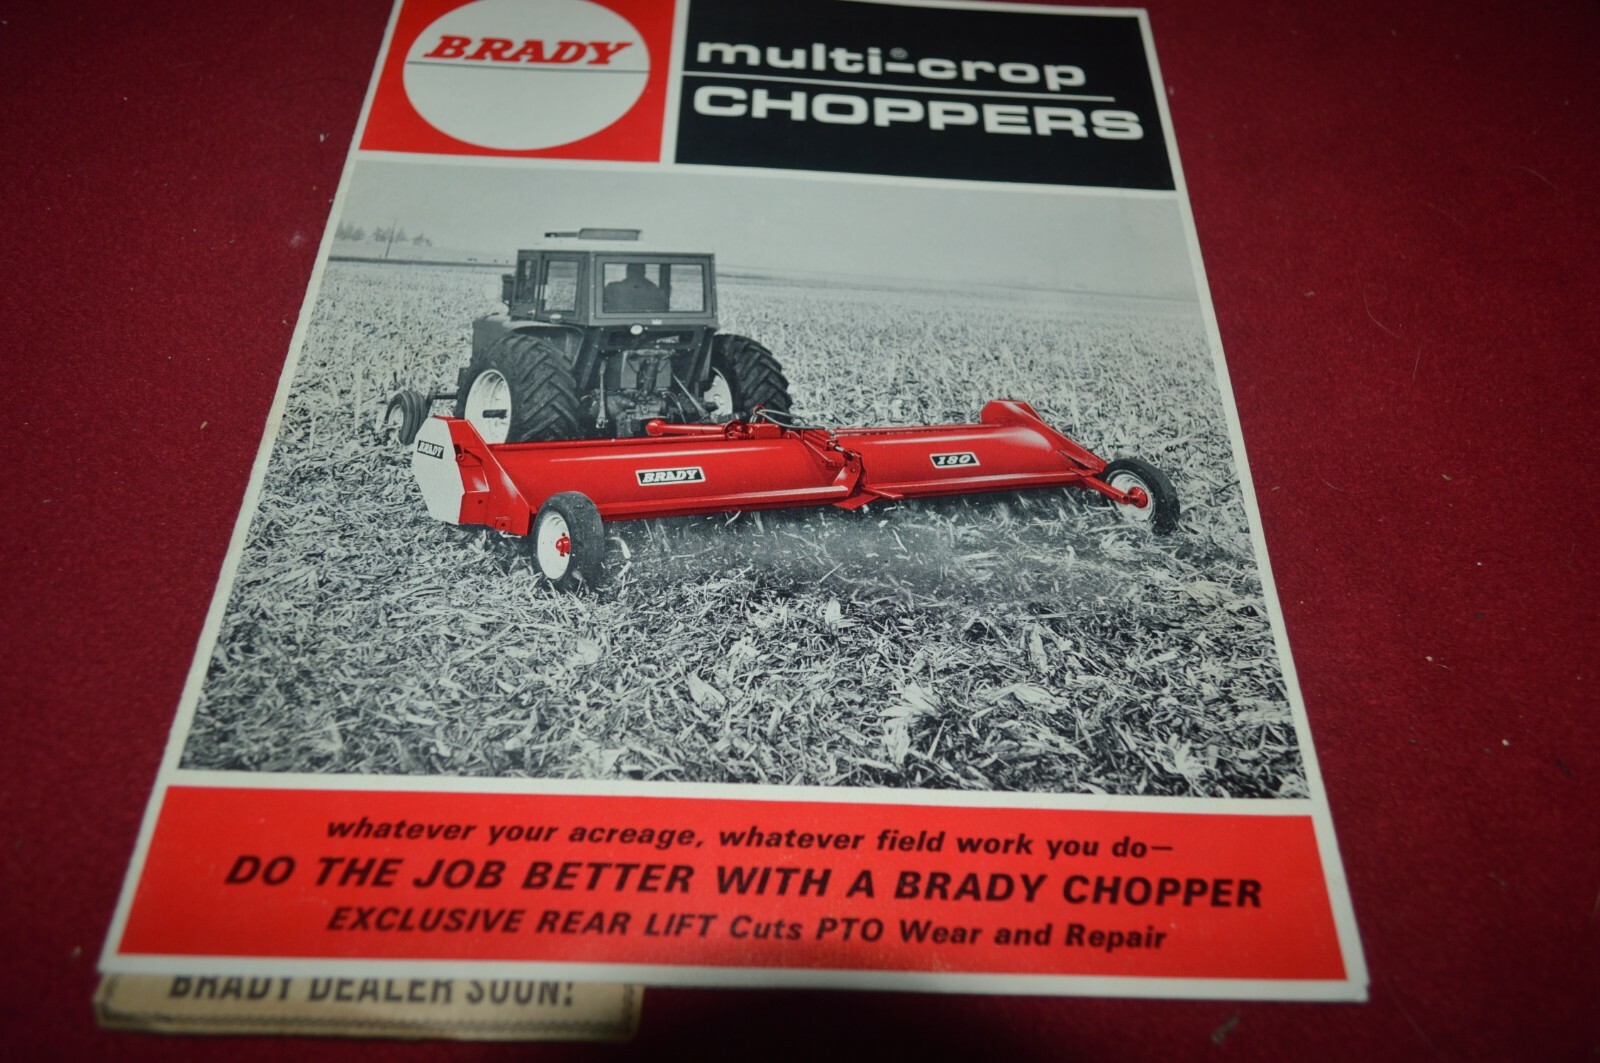 BRADY
multi-crop®
CHOPPERS
BRADY
BRADY
180
whatever your acreage, whatever field work you do—
DO THE JOB BETTER WITH A BRADY CHOPPER
EXCLUSIVE REAR LIFT Cuts PTO Wear and Repair
BRADY DEALER SOON!